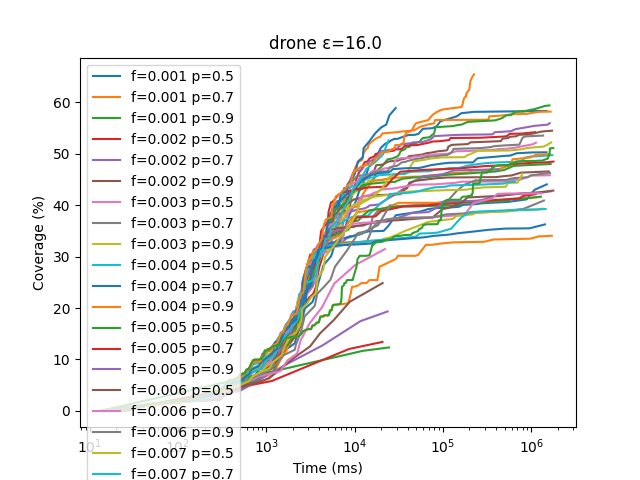 drone ε=16.0
Coverage (%)
60
50
40
30
20
10
0
f=0.001 p=0.5
f=0.001 p=0.7
f=0.001 p=0.9
f=0.002 p=0.5
f=0.002 p=0.7
f=0.002 p=0.9
f=0.003 p=0.5
f=0.003 p=0.7
f=0.003 p=0.9
f=0.004 p=0.5
f=0.004 p=0.7
f=0.004 p=0.9
f=0.005 p=0.5
f=0.005 p=0.7
f=0.005 p=0.9
f=0.006 p=0.5
f=0.006 p=0.7
f=0.006 p=0.9
f=0.007 p=0.5
f=0.007 p=0.7
10¹ 10² 10³ 10⁴ 10⁵ 10⁶
Time (ms)